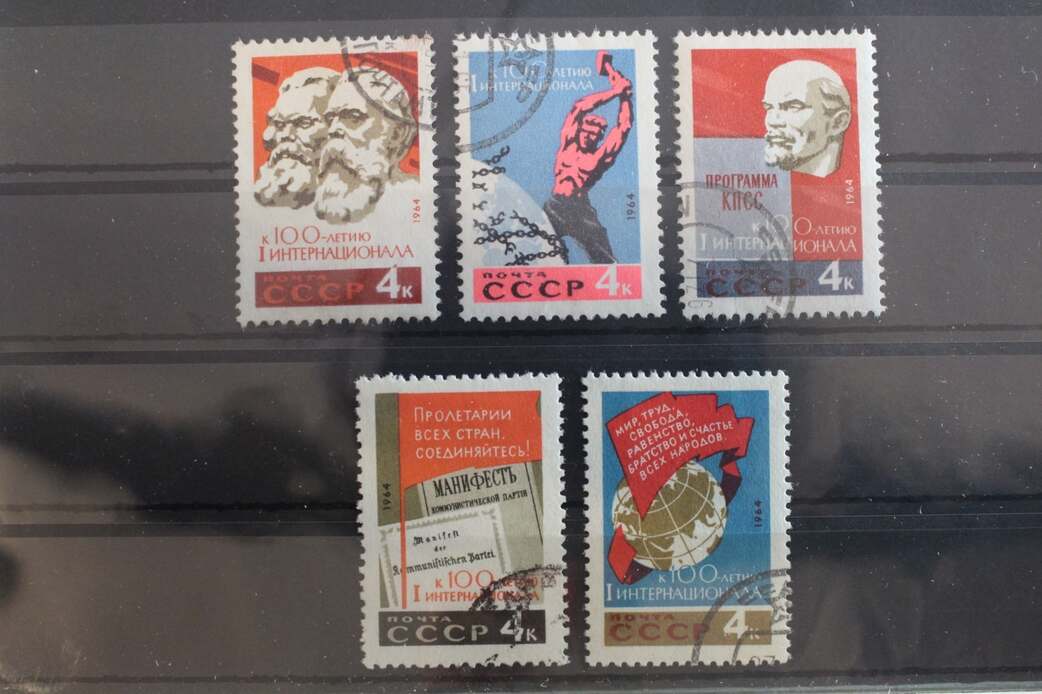 1964
к 100-летию
I интернационала
почта
СССР 4к
к 100-летию
I интернационала
1964
почта
СССР 4к
ПРОГРАММА
КПСС
1964
к 100-летию
I интернационала
почта
СССР 4к
Пролетарии
всех стран,
соединяйтесь!
МАНИФЕСТЪ
КОММУНИСТИЧЕСКОЙ ПАРТІИ
Manifest
der
Kommunistischen Partei.
1964
к 100-летию
I интернационала
почта
СССР 4к
МИР, ТРУД,
СВОБОДА,
РАВЕНСТВО,
БРАТСТВО И СЧАСТЬЕ
ВСЕХ НАРОДОВ.
1964
к 100-летию
I интернационала
почта
СССР 4к